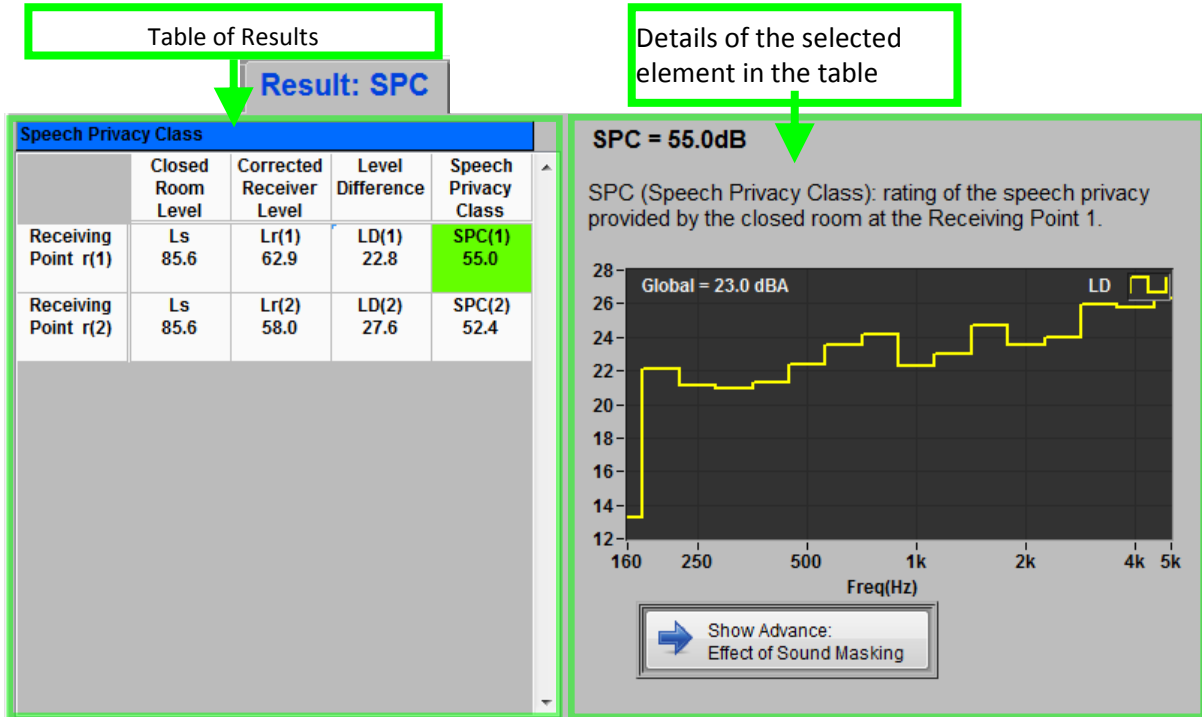 Table of Results
Details of the selected
element in the table
Result: SPC
Speech Privacy Class
Closed Room Level
Corrected Receiver Level
Level Difference
Speech Privacy Class
Receiving Point r(1)
Ls 85.6
Lr(1) 62.9
LD(1) 22.8
SPC(1) 55.0
Receiving Point r(2)
Ls 85.6
Lr(2) 58.0
LD(2) 27.6
SPC(2) 52.4
SPC = 55.0dB
SPC (Speech Privacy Class): rating of the speech privacy
provided by the closed room at the Receiving Point 1.
Global = 23.0 dBA LD
28
26
24
22
20
18
16
14
12
160 250 500 1k 2k 4k 5k
Freq(Hz)
Show Advance:
Effect of Sound Masking